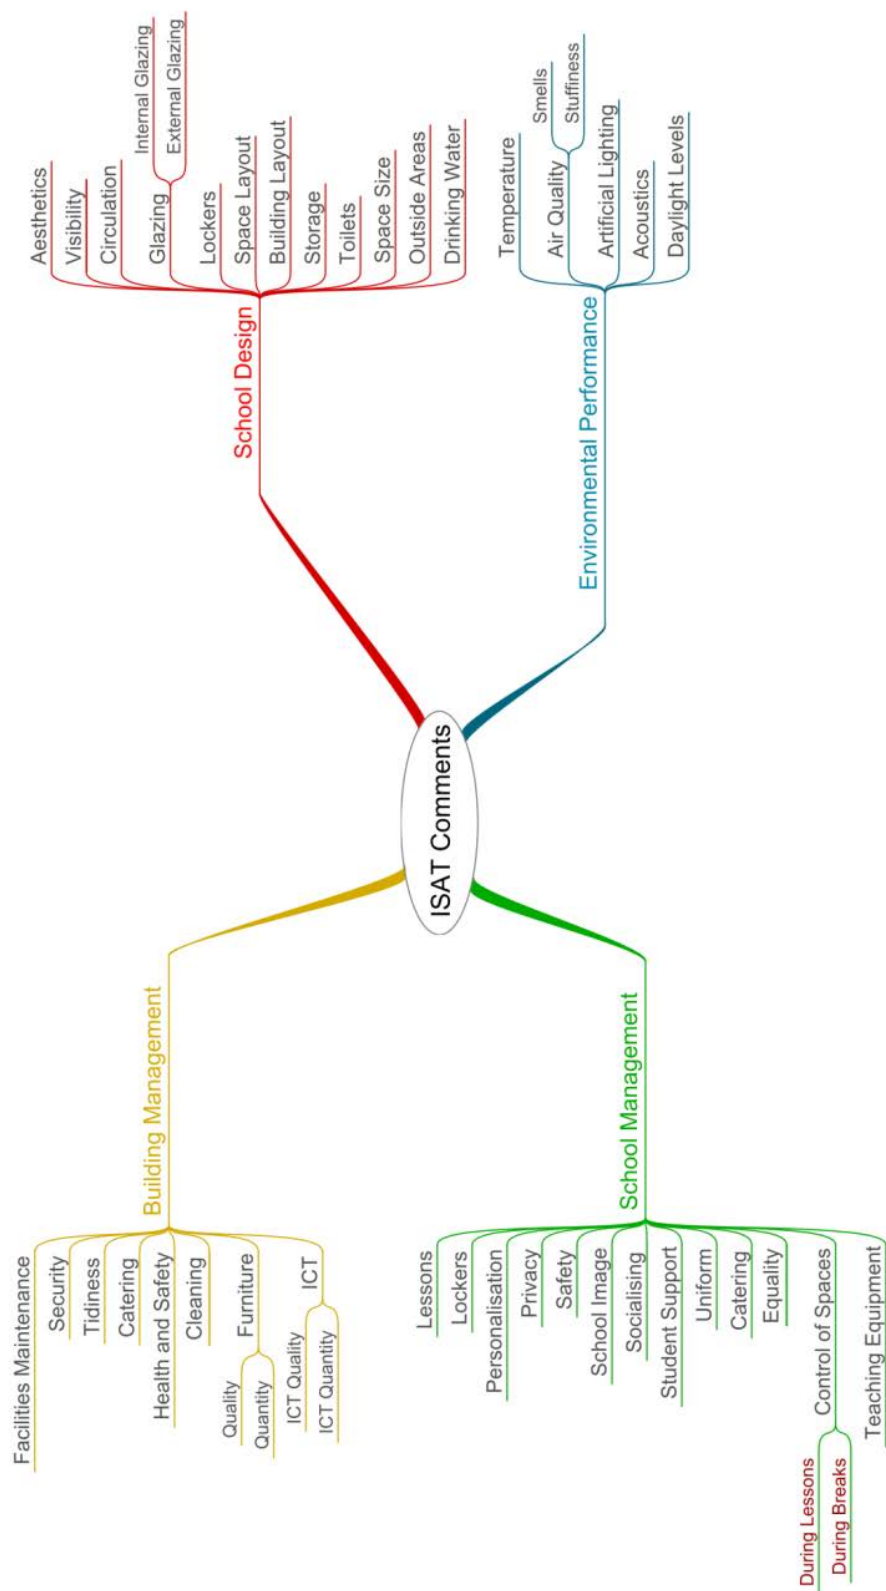 ISAT Comments
School Design
Aesthetics
Visibility
Circulation
Glazing
Internal Glazing
External Glazing
Lockers
Space Layout
Building Layout
Storage
Toilets
Space Size
Outside Areas
Drinking Water
Environmental Performance
Temperature
Air Quality
Smells
Stuffiness
Artificial Lighting
Acoustics
Daylight Levels
Building Management
Facilities Maintenance
Security
Tidiness
Catering
Health and Safety
Cleaning
Furniture
Quality
Quantity
ICT
ICT Quality
ICT Quantity
School Management
Lessons
Lockers
Personalisation
Privacy
Safety
School Image
Socialising
Student Support
Uniform
Catering
Equality
Control of Spaces
During Lessons
During Breaks
Teaching Equipment